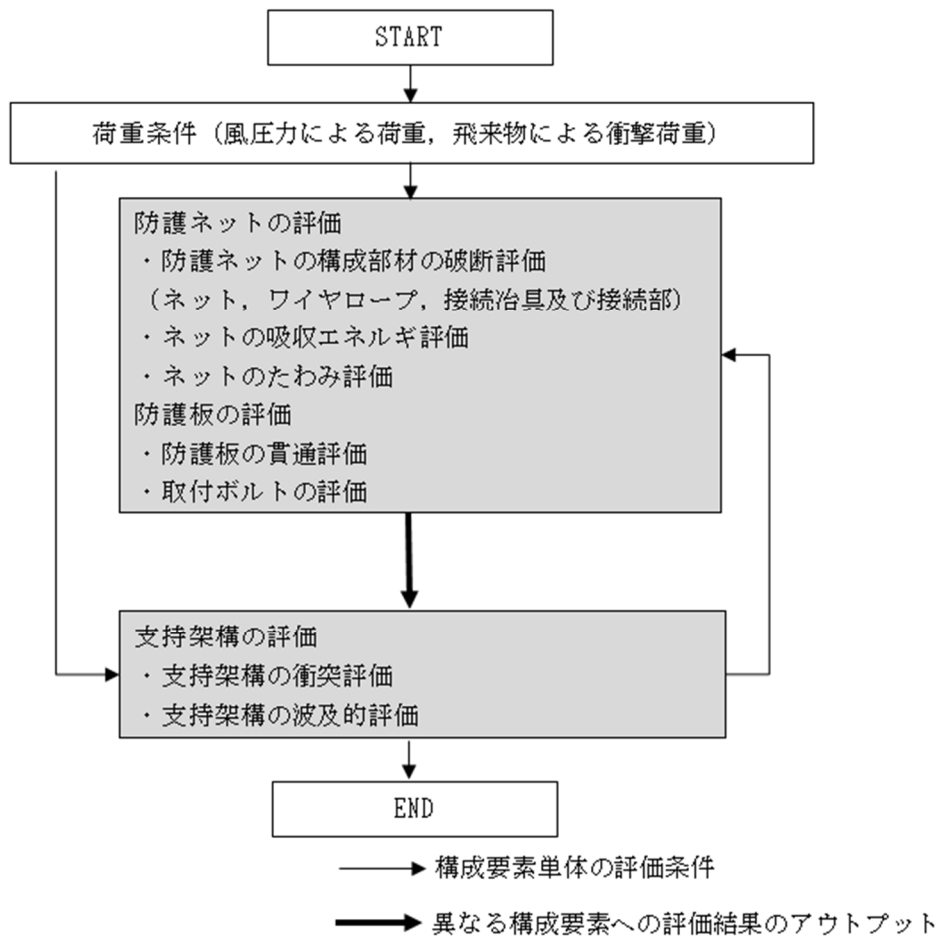 START
荷重条件（風圧力による荷重，飛来物による衝撃荷重）
防護ネットの評価
・防護ネットの構成部材の破断評価
（ネット，ワイヤロープ，接続冶具及び接続部）
・ネットの吸収エネルギ評価
・ネットのたわみ評価
防護板の評価
・防護板の貫通評価
・取付ボルトの評価
支持架構の評価
・支持架構の衝突評価
・支持架構の波及的評価
END
構成要素単体の評価条件
異なる構成要素への評価結果のアウトプット